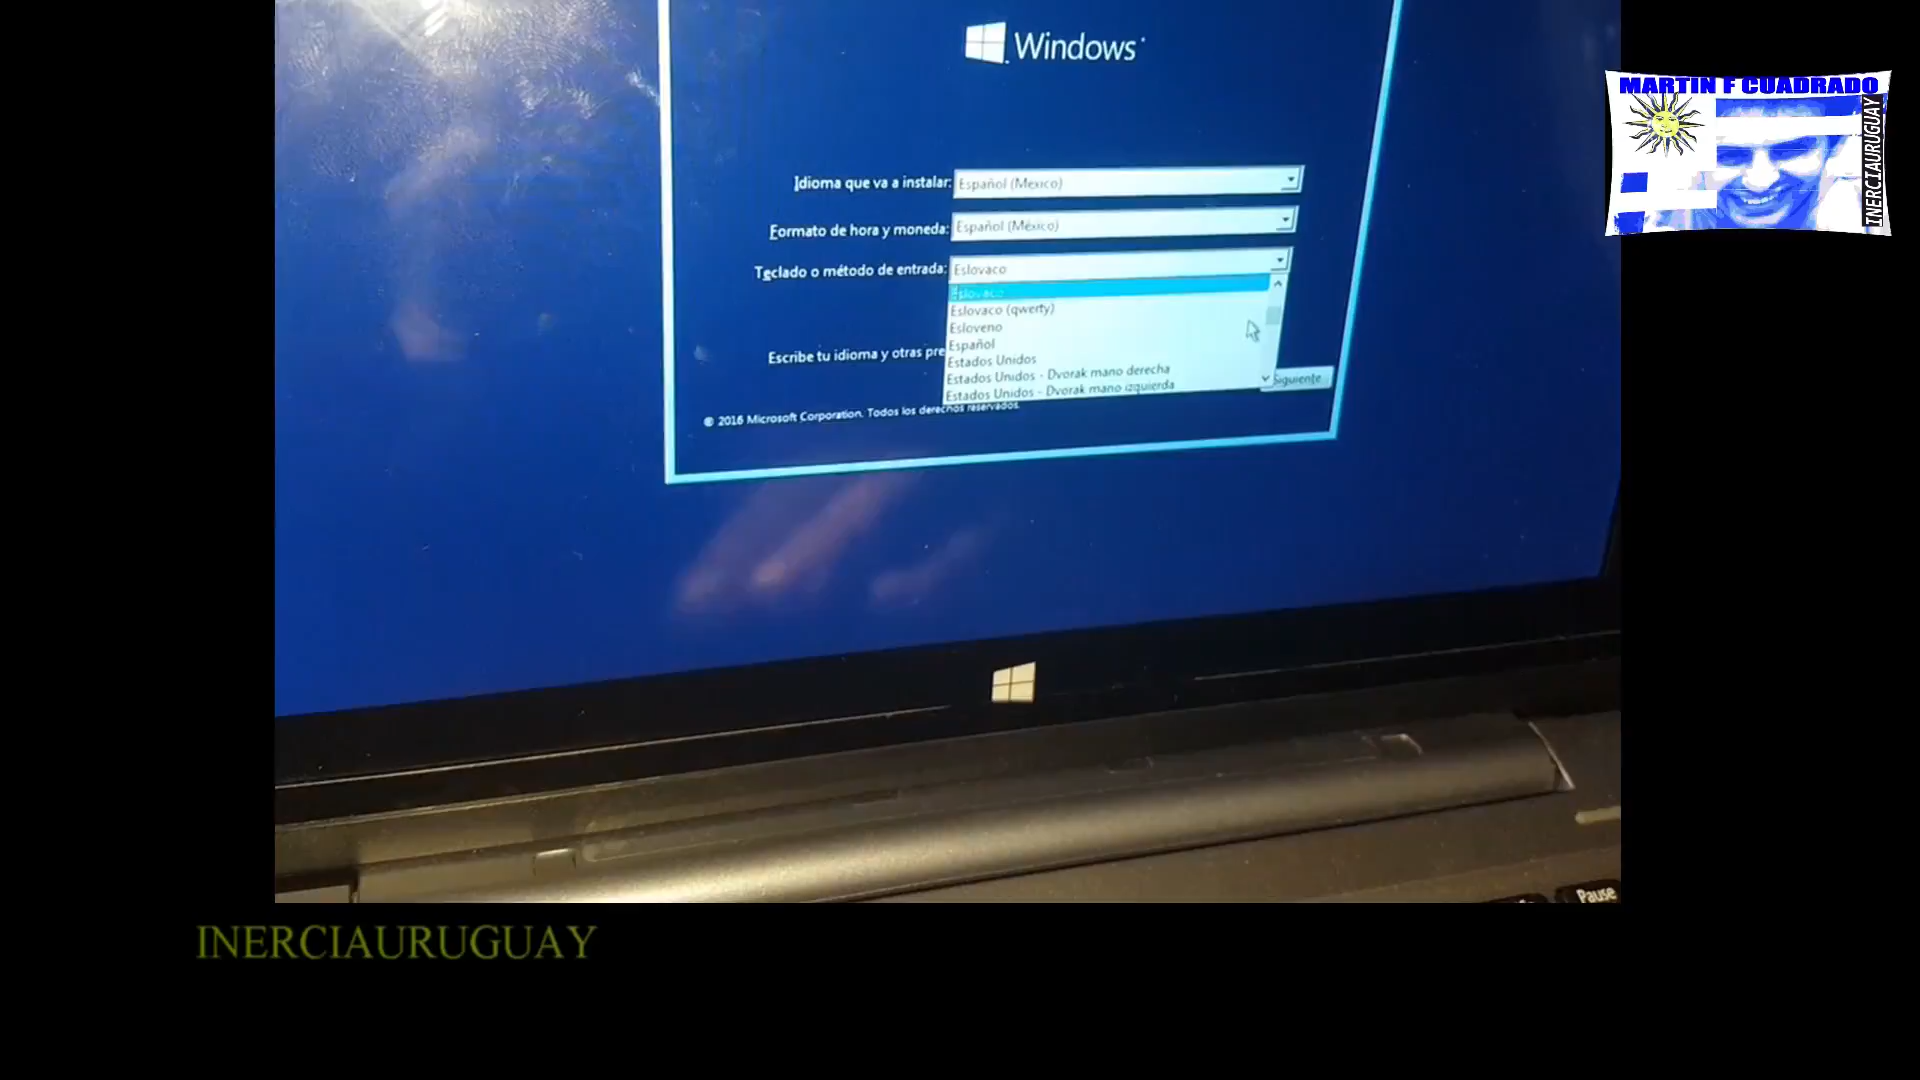 Windows
MARTIN F CUADRADO
INERCIAURUGUAY
Idioma que va a instalar: Español (Mexico)
Formato de hora y moneda: Español (México)
Teclado o método de entrada: Eslovaco
Eslovaco
Eslovaco (qwerty)
Esloveno
Español
Estados Unidos
Estados Unidos - Dvorak mano derecha
Estados Unidos - Dvorak mano izquierda
Escribe tu idioma y otras pre
Siguiente
© 2016 Microsoft Corporation. Todos los derechos reservados.
Pause
INERCIAURUGUAY